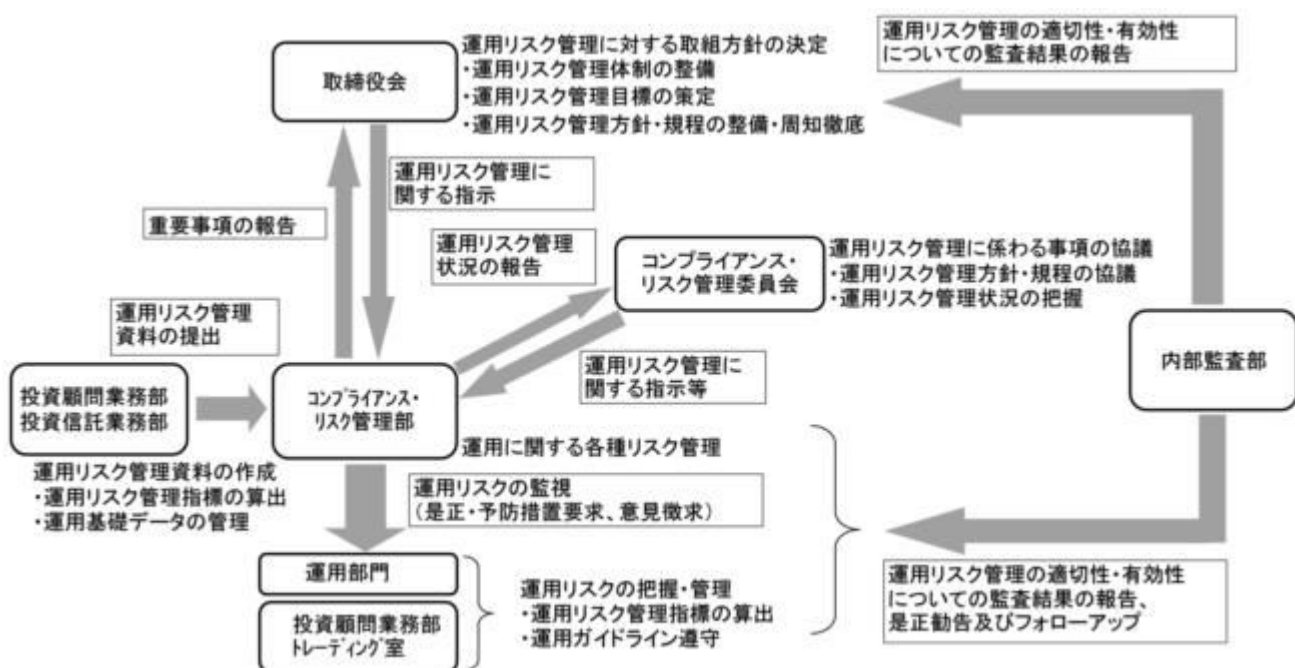 運用リスク管理に対する取組方針の決定
・運用リスク管理体制の整備
・運用リスク管理目標の策定
・運用リスク管理方針・規程の整備・周知徹底
取締役会
運用リスク管理の適切性・有効性
についての監査結果の報告
運用リスク管理に
関する指示
重要事項の報告
運用リスク管理
状況の報告
コンプライアンス・
リスク管理委員会
運用リスク管理に係わる事項の協議
・運用リスク管理方針・規程の協議
・運用リスク管理状況の把握
運用リスク管理
資料の提出
運用リスク管理に
関する指示等
内部監査部
投資顧問業務部
投資信託業務部
コンプライアンス・
リスク管理部
運用に関する各種リスク管理
運用リスク管理資料の作成
・運用リスク管理指標の算出
・運用基礎データの管理
運用リスクの監視
（是正・予防措置要求、意見徴求）
運用部門
投資顧問業務部
トレーディング室
運用リスクの把握・管理
・運用リスク管理指標の算出
・運用ガイドライン遵守
運用リスク管理の適切性・有効性
についての監査結果の報告、
是正勧告及びフォローアップ